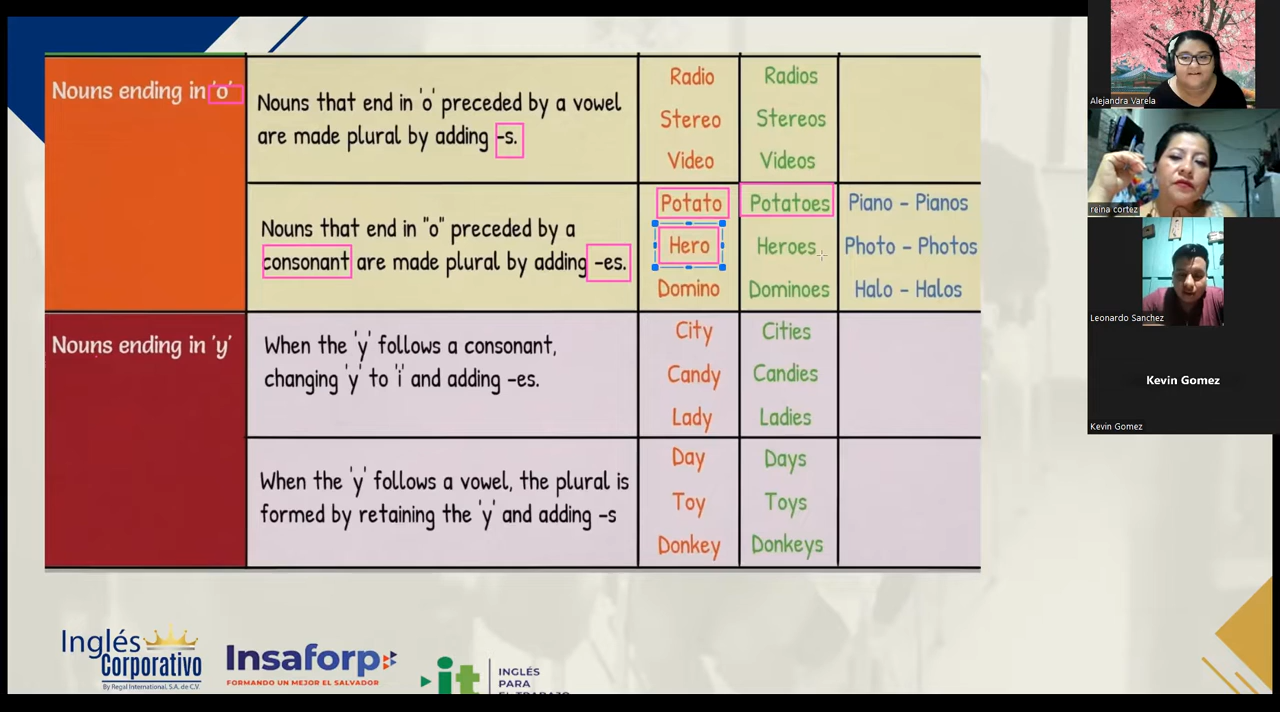 Nouns ending in 'o'
Nouns that end in 'o' preceded by a vowel
are made plural by adding -s.
Radio
Radios
Stereo
Stereos
Video
Videos
Nouns that end in "o" preceded by a
consonant are made plural by adding -es.
Potato
Potatoes
Piano - Pianos
Hero
Heroes
Photo - Photos
Domino
Dominoes
Halo - Halos
Nouns ending in 'y'
When the 'y' follows a consonant,
changing 'y' to 'i' and adding -es.
City
Cities
Candy
Candies
Lady
Ladies
When the 'y' follows a vowel, the plural is
formed by retaining the 'y' and adding -s
Day
Days
Toy
Toys
Donkey
Donkeys
Inglés
Corporativo
By Regal International, S.A. de C.V.
Insaforp
FORMANDO UN MEJOR EL SALVADOR
it
INGLÉS
PARA
EL TRABAJO
Alejandra Varela
reina cortez
Leonardo Sanchez
Kevin Gomez
Kevin Gomez